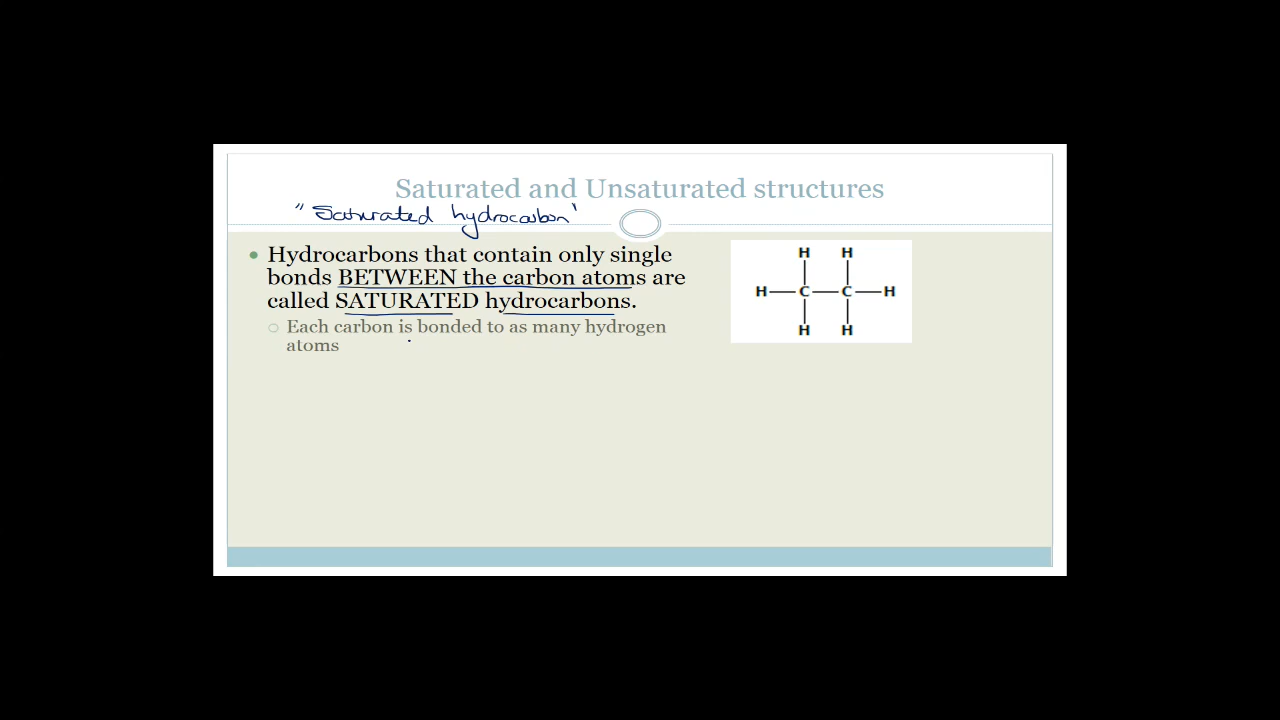 Saturated and Unsaturated structures
"Saturated hydrocarbon"
Hydrocarbons that contain only single
bonds BETWEEN the carbon atoms are
called SATURATED hydrocarbons.
Each carbon is bonded to as many hydrogen
atoms
H H
H C C H
H H